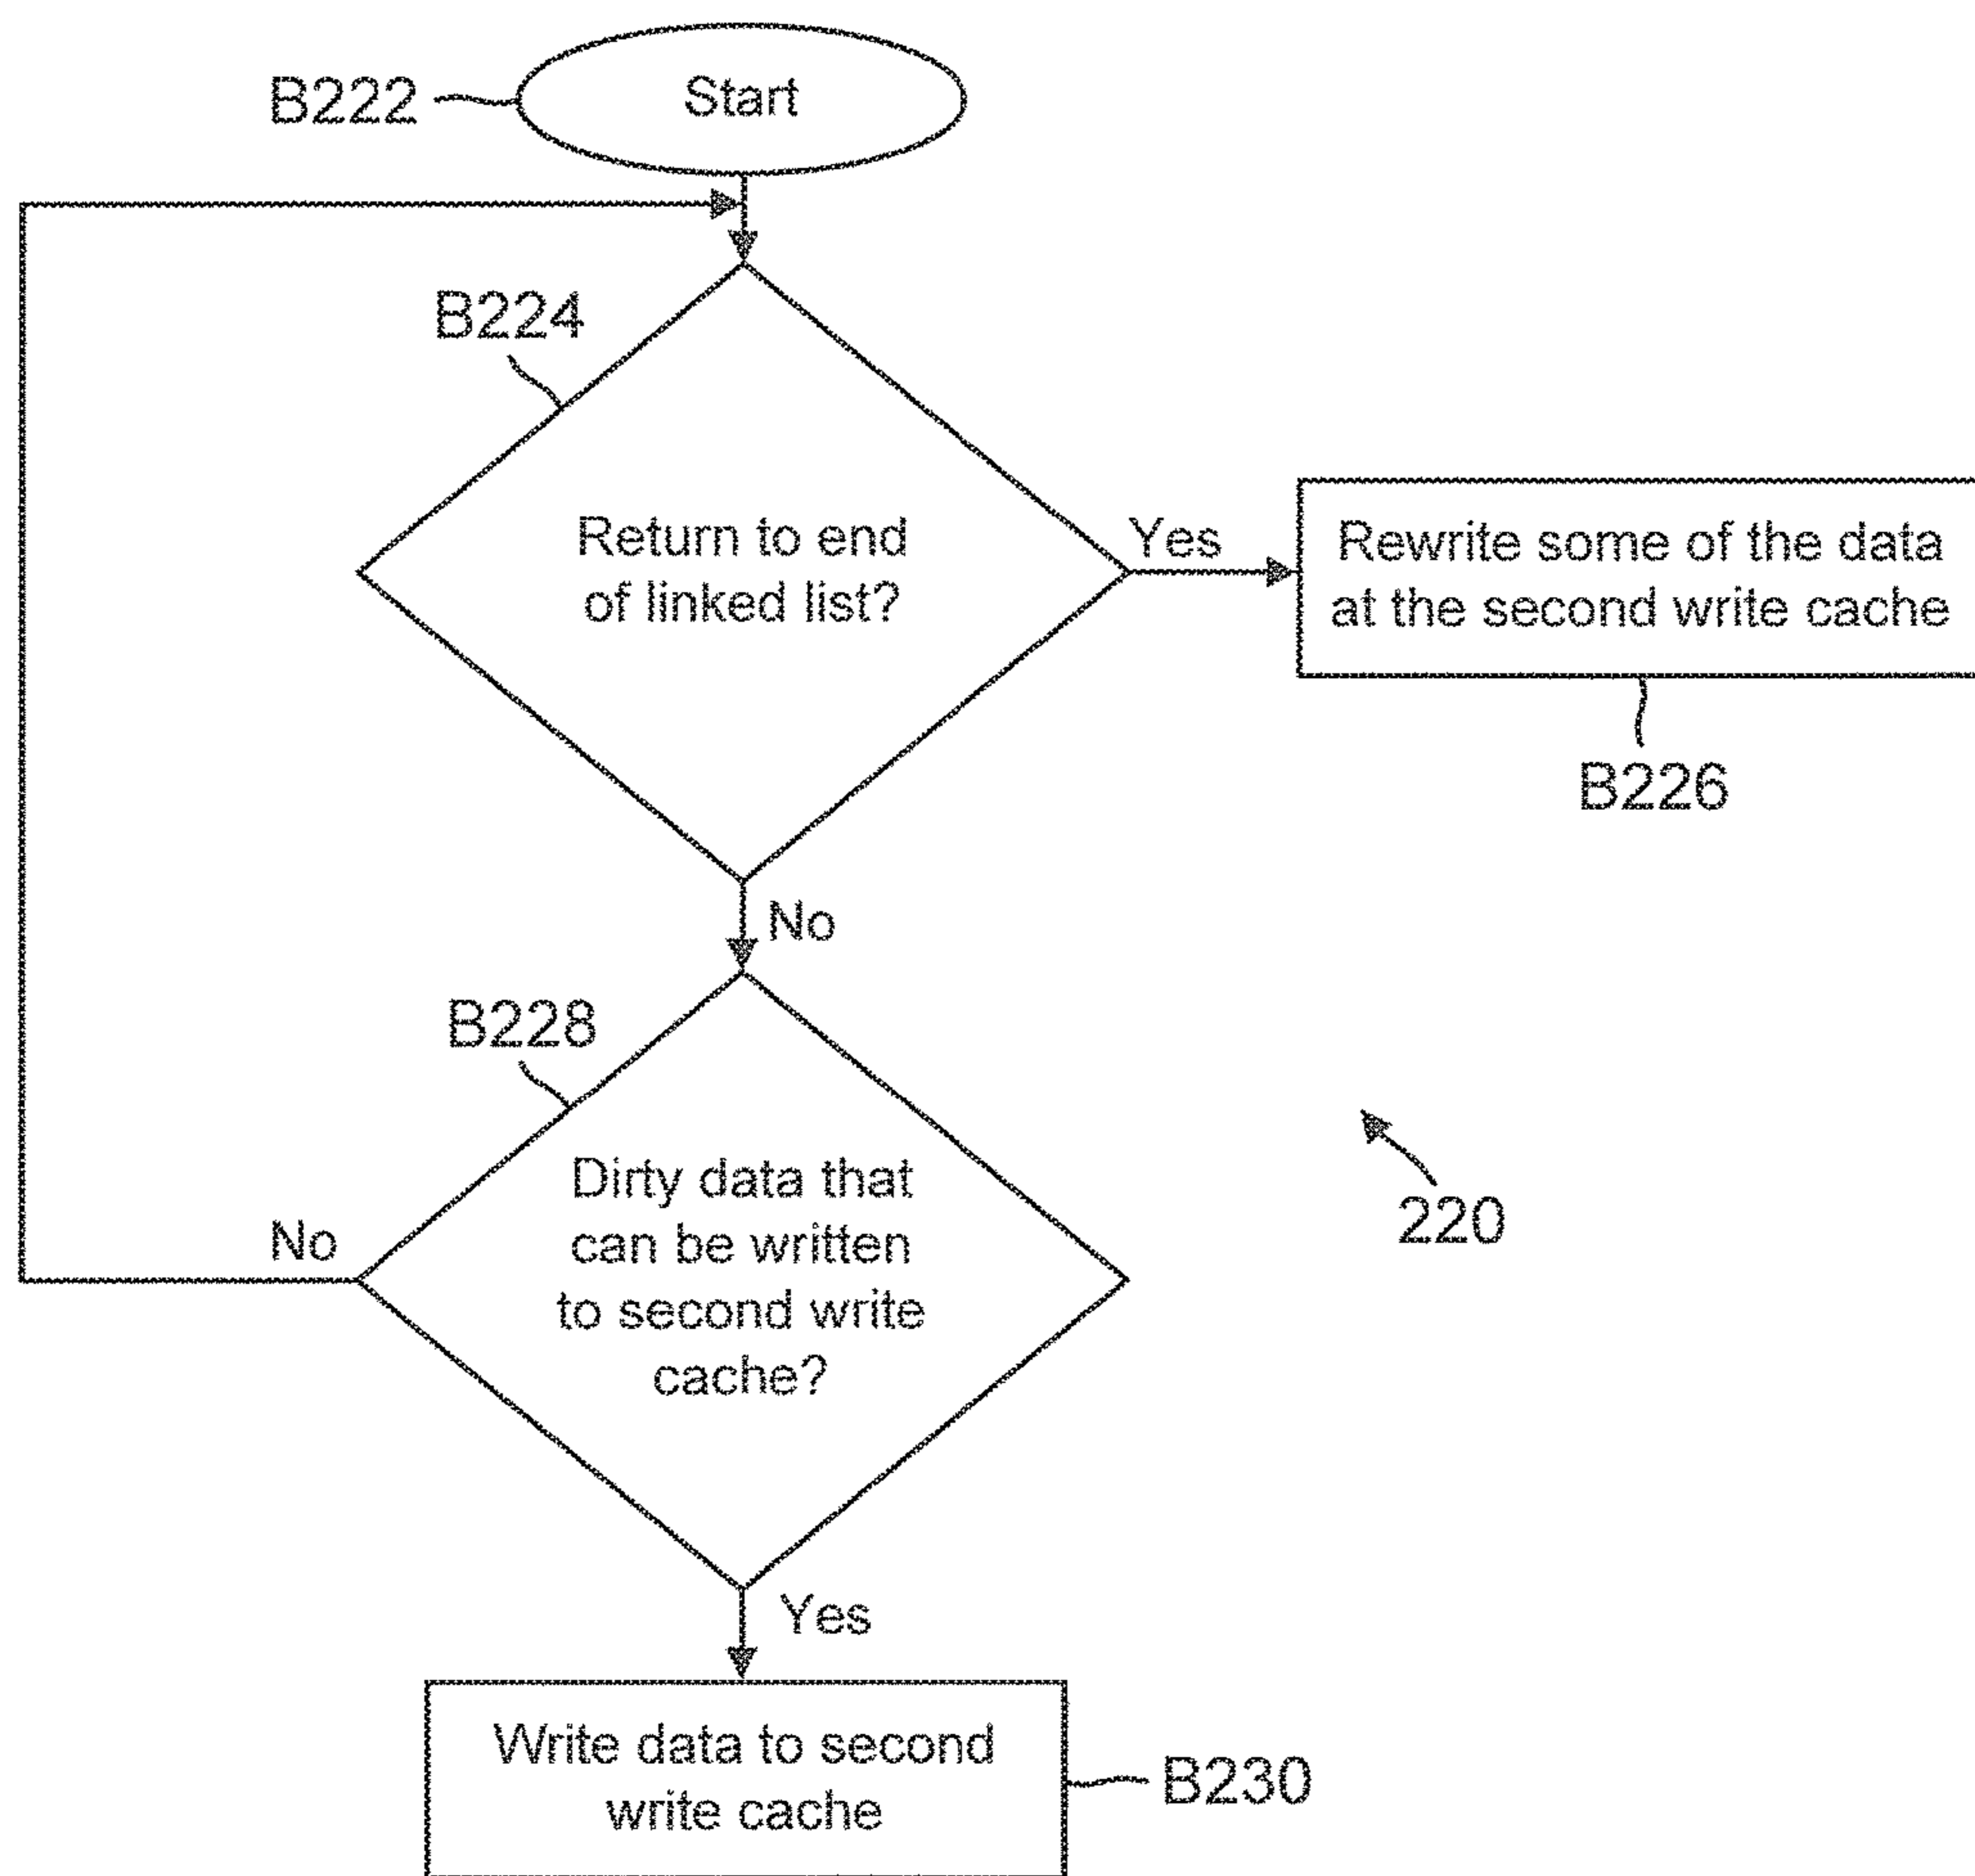 B222
Start
B224
Return to end
of linked list?
Yes
Rewrite some of the data
at the second write cache
B226
No
B228
Dirty data that
can be written
to second write
cache?
No
220
Yes
Write data to second
write cache
B230